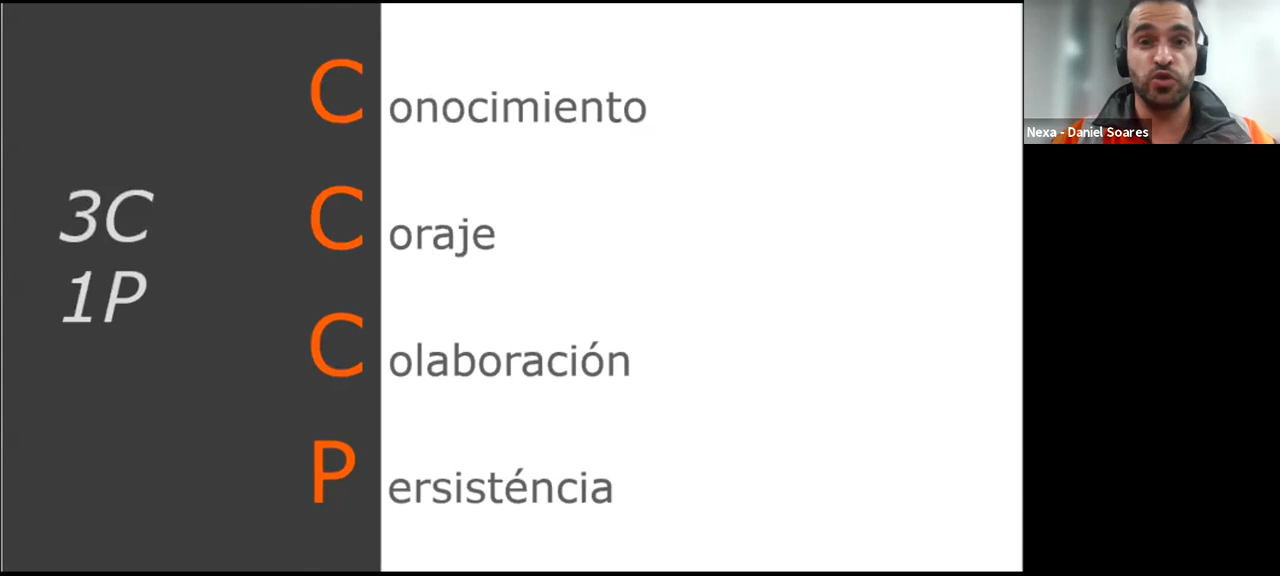 3C
1P
Conocimiento
Coraje
Colaboración
Persisténcia
Nexa - Daniel Soares